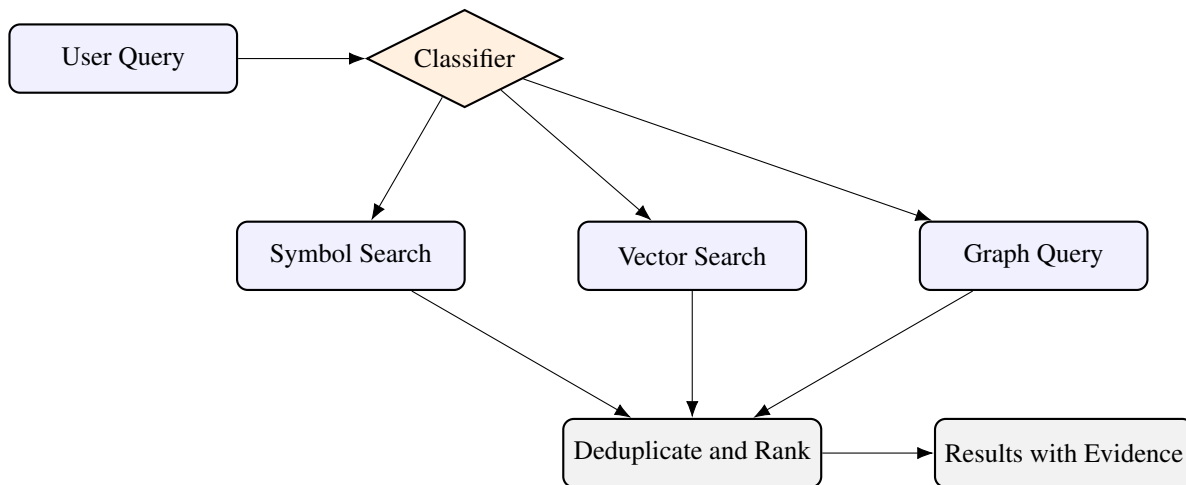 User Query
Classifier
Symbol Search
Vector Search
Graph Query
Deduplicate and Rank
Results with Evidence